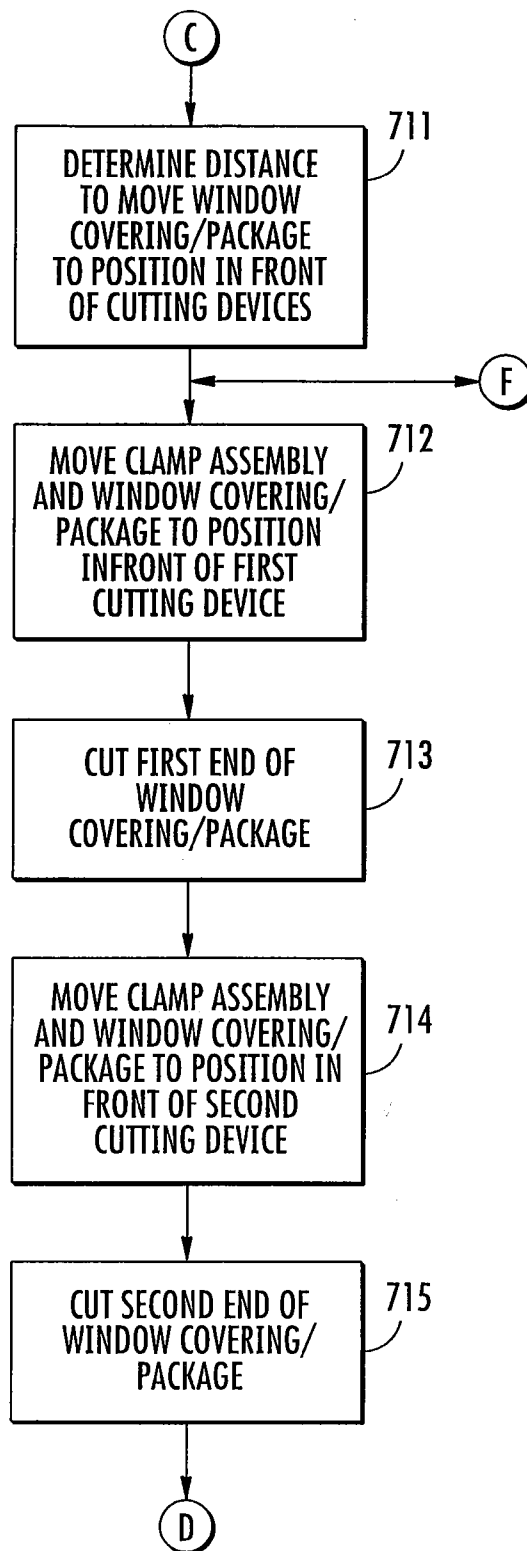 C
711
DETERMINE DISTANCE
TO MOVE WINDOW
COVERING/PACKAGE
TO POSITION IN FRONT
OF CUTTING DEVICES
F
712
MOVE CLAMP ASSEMBLY
AND WINDOW COVERING/
PACKAGE TO POSITION
INFRONT OF FIRST
CUTTING DEVICE
713
CUT FIRST END OF
WINDOW
COVERING/PACKAGE
714
MOVE CLAMP ASSEMBLY
AND WINDOW COVERING/
PACKAGE TO POSITION IN
FRONT OF SECOND
CUTTING DEVICE
715
CUT SECOND END OF
WINDOW COVERING/
PACKAGE
D